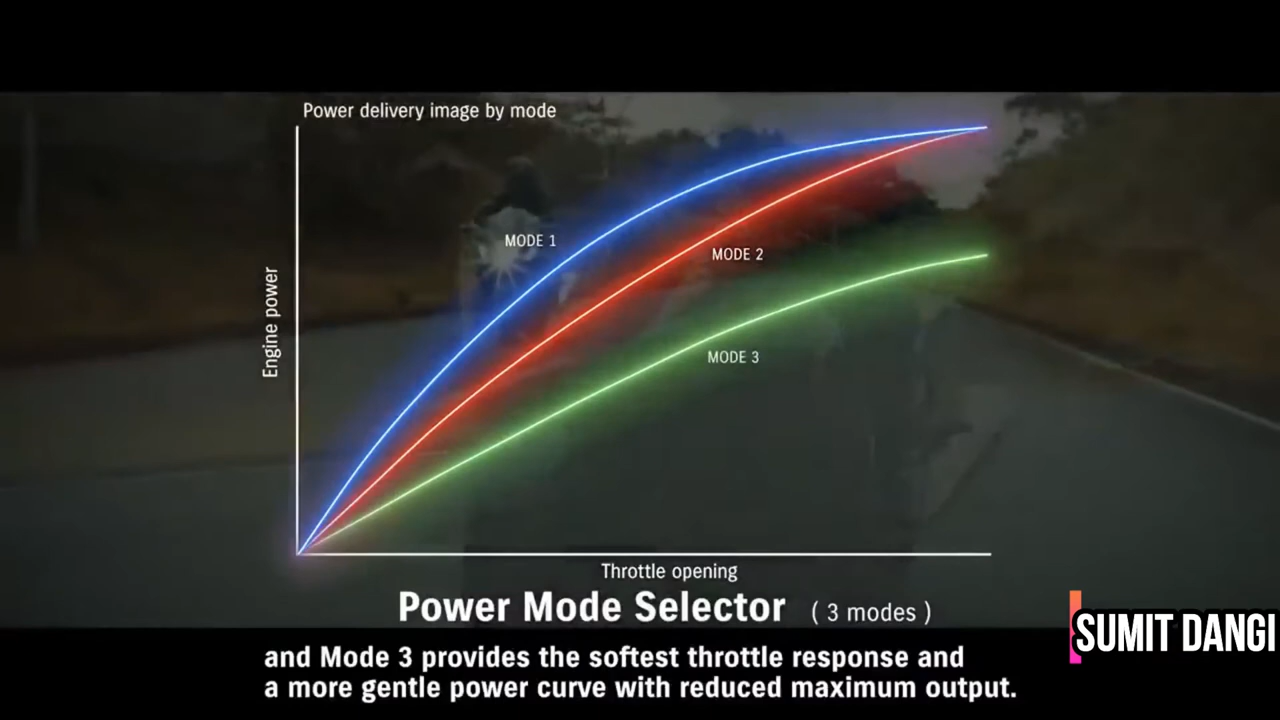 Power delivery image by mode
MODE 1
MODE 2
MODE 3
Engine power
Throttle opening
Power Mode Selector ( 3 modes )
and Mode 3 provides the softest throttle response and
a more gentle power curve with reduced maximum output.
SUMIT DANGI